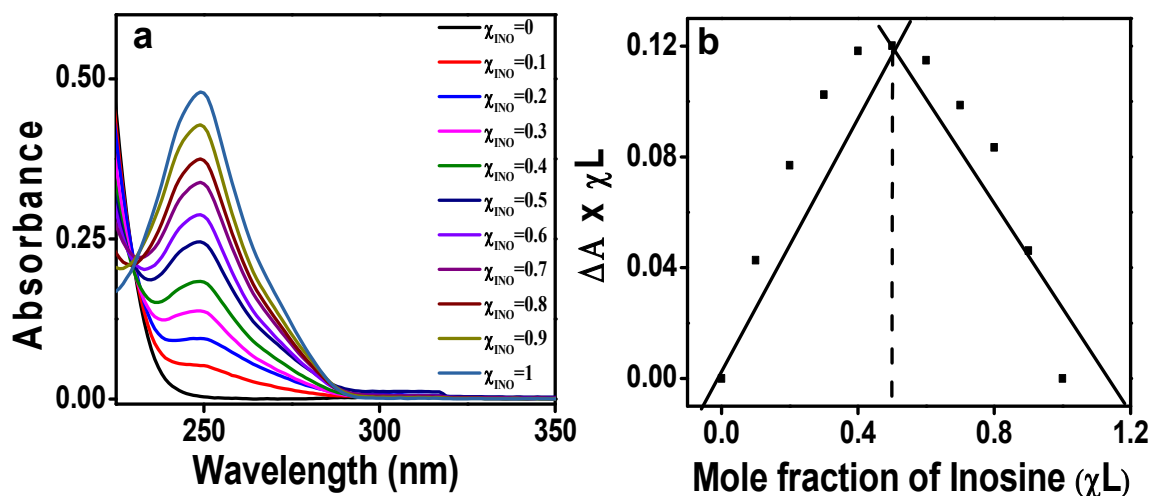 a
Absorbance
0.50
0.25
0.00
250
300
350
Wavelength (nm)
χINO=0
χINO=0.1
χINO=0.2
χINO=0.3
χINO=0.4
χINO=0.5
χINO=0.6
χINO=0.7
χINO=0.8
χINO=0.9
χINO=1
b
ΔA x χL
0.12
0.08
0.04
0.00
0.0
0.4
0.8
1.2
Mole fraction of Inosine (χL)